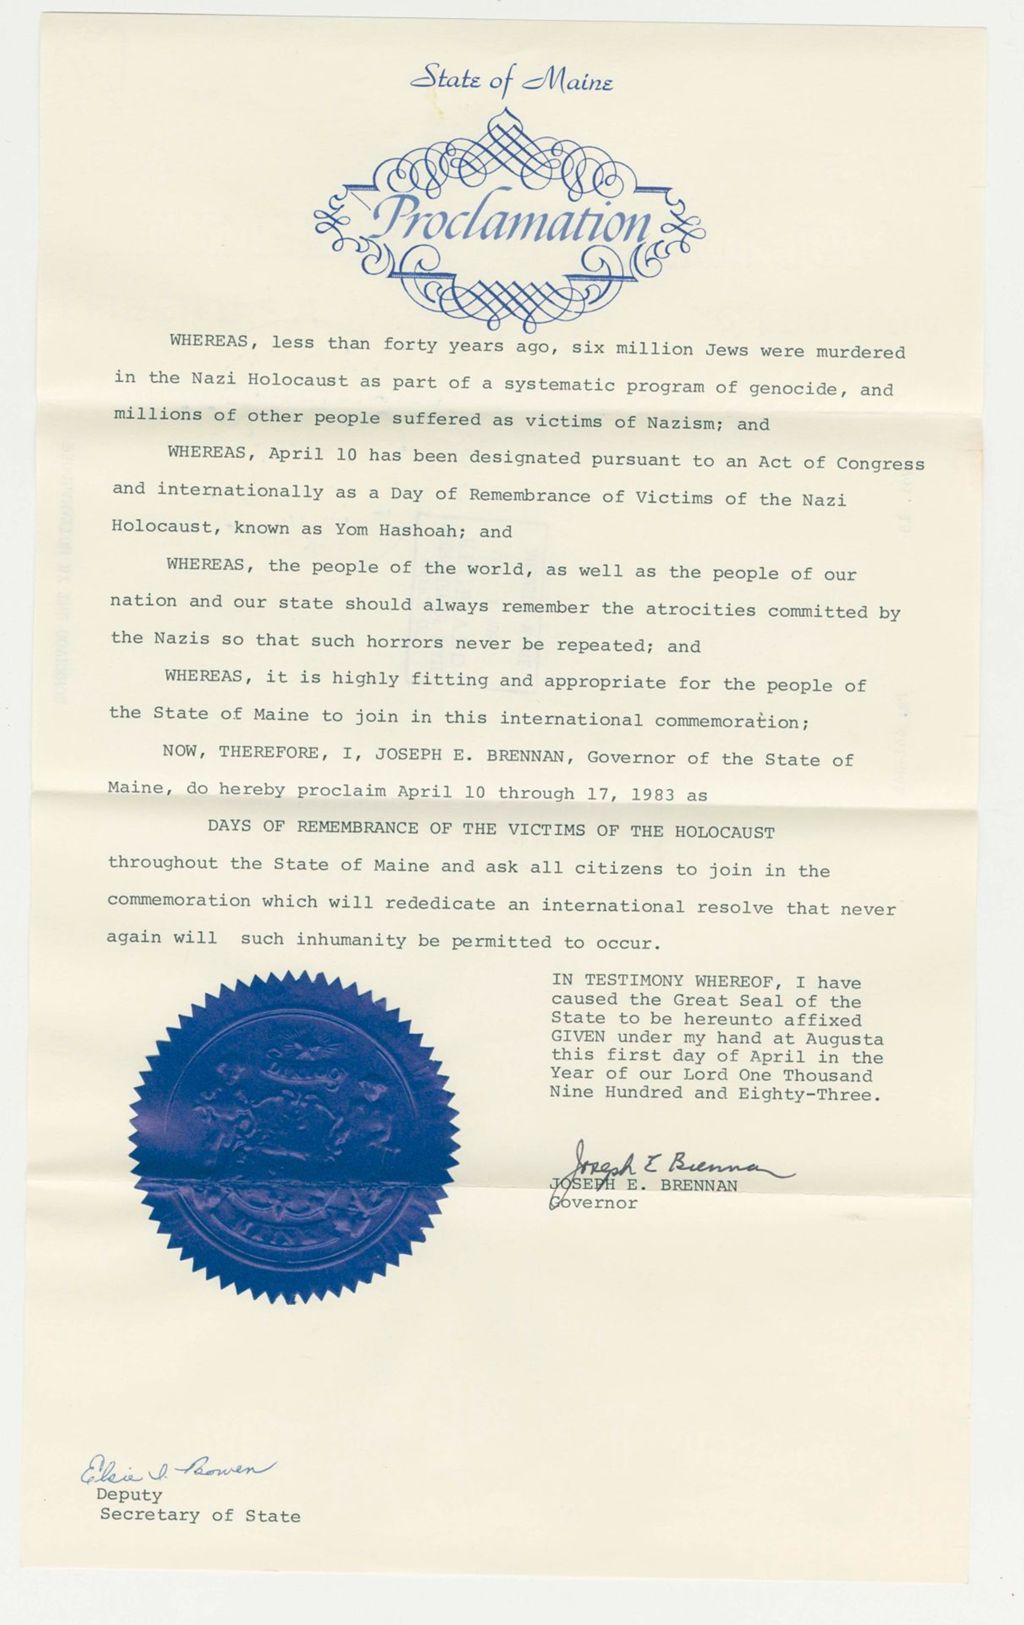 State of Maine
Proclamation
WHEREAS, less than forty years ago, six million Jews were murdered
in the Nazi Holocaust as part of a systematic program of genocide, and
millions of other people suffered as victims of Nazism; and
WHEREAS, April 10 has been designated pursuant to an Act of Congress
and internationally as a Day of Remembrance of Victims of the Nazi
Holocaust, known as Yom Hashoah; and
WHEREAS, the people of the world, as well as the people of our
nation and our state should always remember the atrocities committed by
the Nazis so that such horrors never be repeated; and
WHEREAS, it is highly fitting and appropriate for the people of
the State of Maine to join in this international commemoration;
NOW, THEREFORE, I, JOSEPH E. BRENNAN, Governor of the State of
Maine, do hereby proclaim April 10 through 17, 1983 as
DAYS OF REMEMBRANCE OF THE VICTIMS OF THE HOLOCAUST
throughout the State of Maine and ask all citizens to join in the
commemoration which will rededicate an international resolve that never
again will such inhumanity be permitted to occur.
IN TESTIMONY WHEREOF, I have
caused the Great Seal of the
State to be hereunto affixed
GIVEN under my hand at Augusta
this first day of April in the
Year of our Lord One Thousand
Nine Hundred and Eighty-Three.
Joseph E Brennan
JOSEPH E. BRENNAN
Governor
DIRIGO
MAINE
Elsie I. Bowen
Deputy
Secretary of State